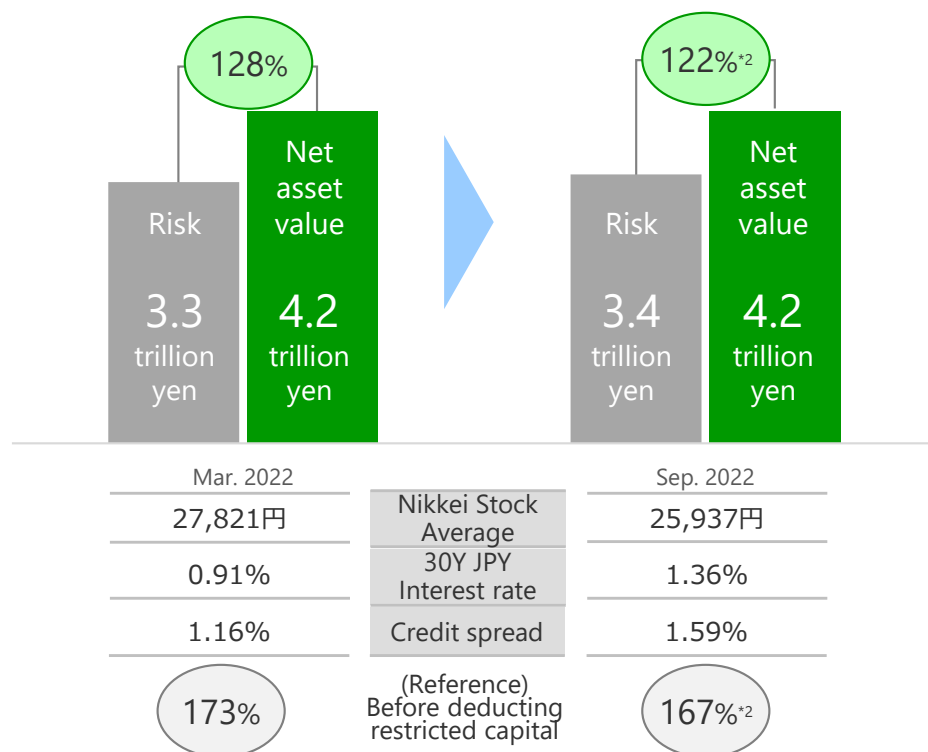 128%
122%*2
Risk
3.3
trillion
yen
Net
asset
value
4.2
trillion
yen
Risk
3.4
trillion
yen
Net
asset
value
4.2
trillion
yen
Mar. 2022
Sep. 2022
27,821円
Nikkei Stock
Average
25,937円
0.91%
30Y JPY
Interest rate
1.36%
1.16%
Credit spread
1.59%
173%
(Reference)
Before deducting
restricted capital
167%*2